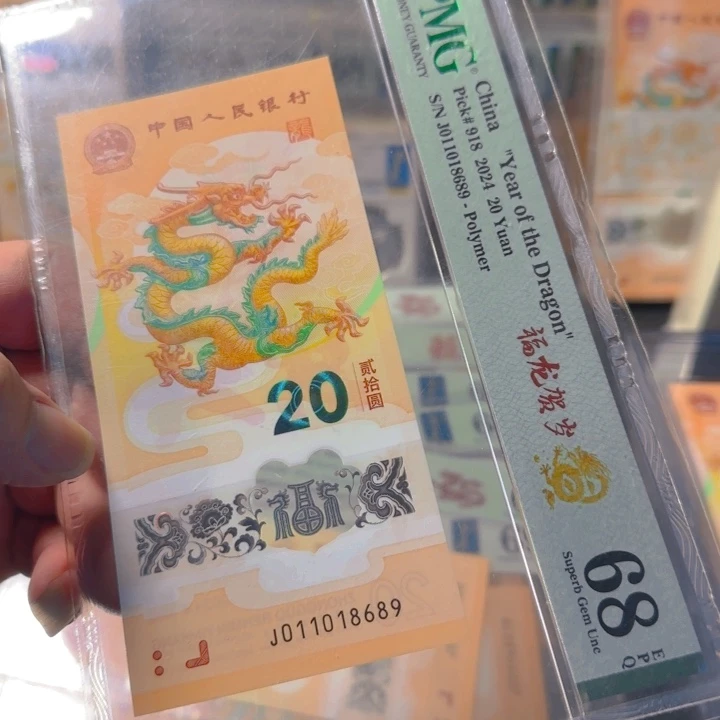 中国人民银行
20
贰拾圆
福
J011018689
PMG
China
"Year of the Dragon"
Pick# 918 2024 20 Yuan
S/N J011018689 - Polymer
福龙贺岁
68
EPQ
Superb Gem Unc